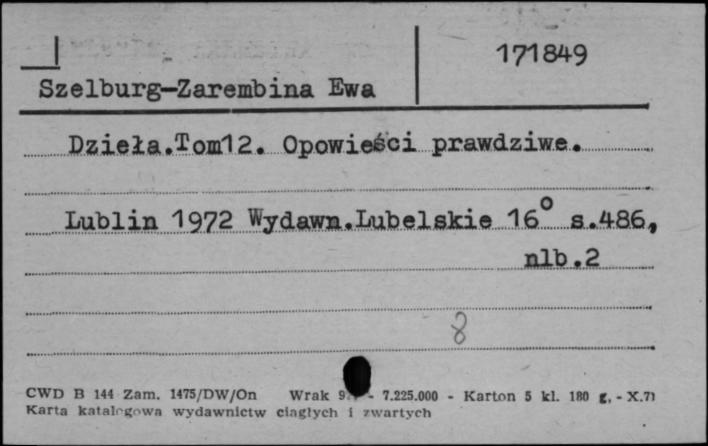 171849
Szelburg-Zarembina Ewa
Dzieła.Tom12. Opowieści prawdziwe.
Lublin 1972 Wydawn.Lubelskie 16° s.486,
nlb.2
8
CWD B 144 Zam. 1475/DW/On Wrak - 7.225.000 - Karton 5 kl. 180 g, - X.71
Karta katalogowa wydawnictw ciągłych i zwartych